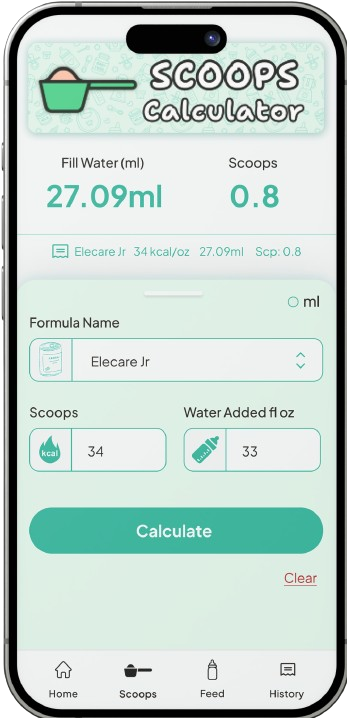 SCOOPS
Calculator
Fill Water (ml)
Scoops
27.09ml
0.8
Elecare Jr 34 kcal/oz 27.09ml Scp: 0.8
ml
Formula Name
Elecare Jr
Scoops
Water Added fl oz
kcal
34
33
Calculate
Clear
Home
Scoops
Feed
History